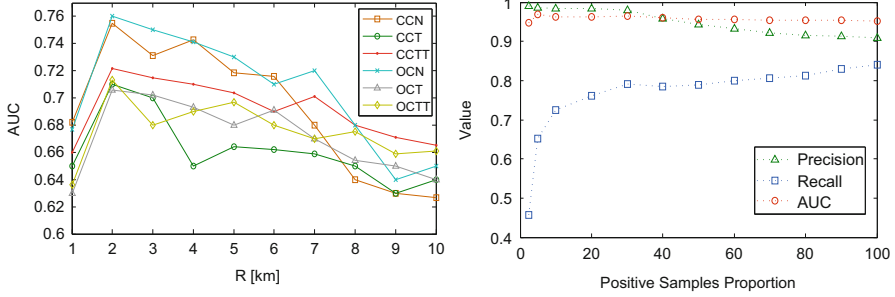 0.76
0.74
0.72
0.70
0.68
0.66
0.64
0.62
AUC
1 2 3 4 5 6 7 8 9 10
R [km]
CCN
CCT
CCTT
OCN
OCT
OCTT
1
0.9
0.8
0.7
0.6
0.5
0.4
Value
0 20 40 60 80 100
Positive Samples Proportion
Precision
Recall
AUC